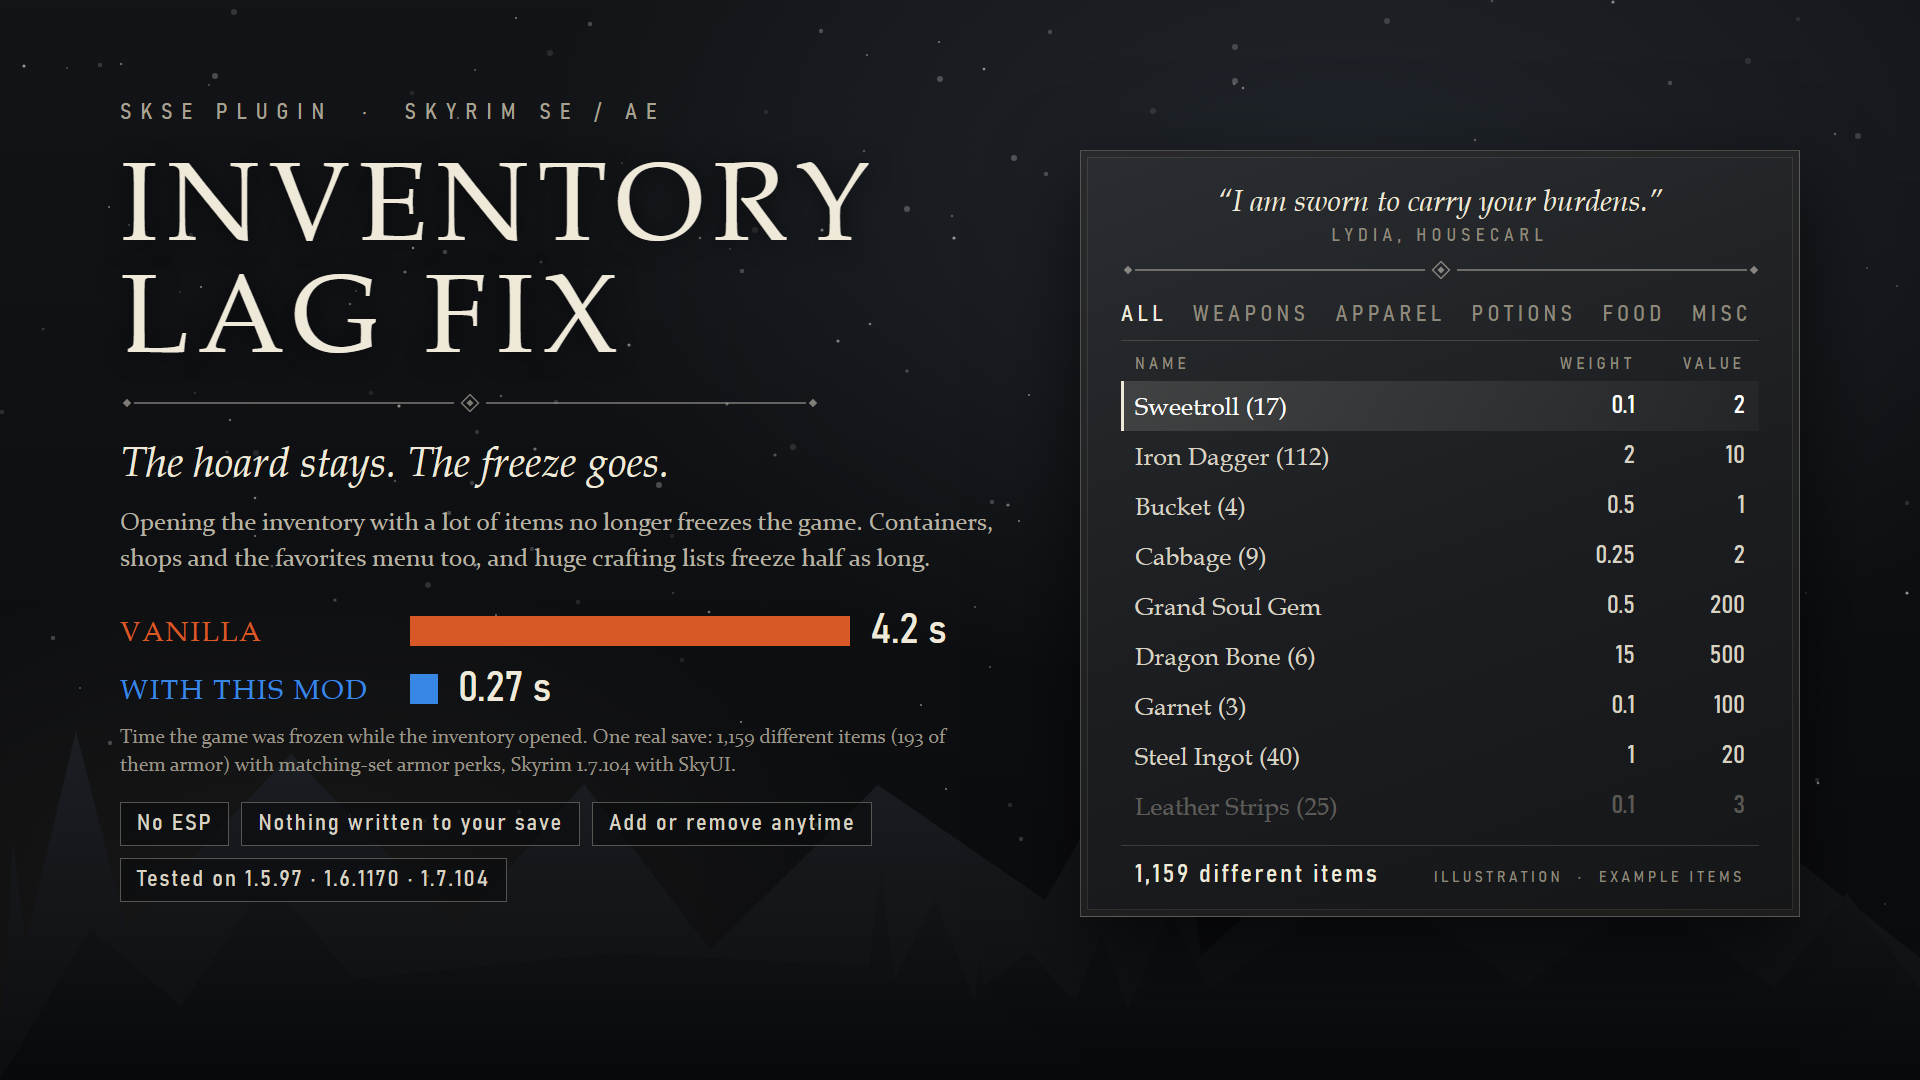 SKSE PLUGIN · SKYRIM SE / AE
INVENTORY
LAG FIX
The hoard stays. The freeze goes.
Opening the inventory with a lot of items no longer freezes the game. Containers,
shops and the favorites menu too, and huge crafting lists freeze half as long.
VANILLA 4.2 s
WITH THIS MOD 0.27 s
Time the game was frozen while the inventory opened. One real save: 1,159 different items (193 of
them armor) with matching-set armor perks, Skyrim 1.7.104 with SkyUI.
No ESP Nothing written to your save Add or remove anytime
Tested on 1.5.97 · 1.6.1170 · 1.7.104
“I am sworn to carry your burdens.”
LYDIA, HOUSECARL
ALL WEAPONS APPAREL POTIONS FOOD MISC
NAME WEIGHT VALUE
Sweetroll (17) 0.1 2
Iron Dagger (112) 2 10
Bucket (4) 0.5 1
Cabbage (9) 0.25 2
Grand Soul Gem 0.5 200
Dragon Bone (6) 15 500
Garnet (3) 0.1 100
Steel Ingot (40) 1 20
Leather Strips (25) 0.1 3
1,159 different items ILLUSTRATION · EXAMPLE ITEMS